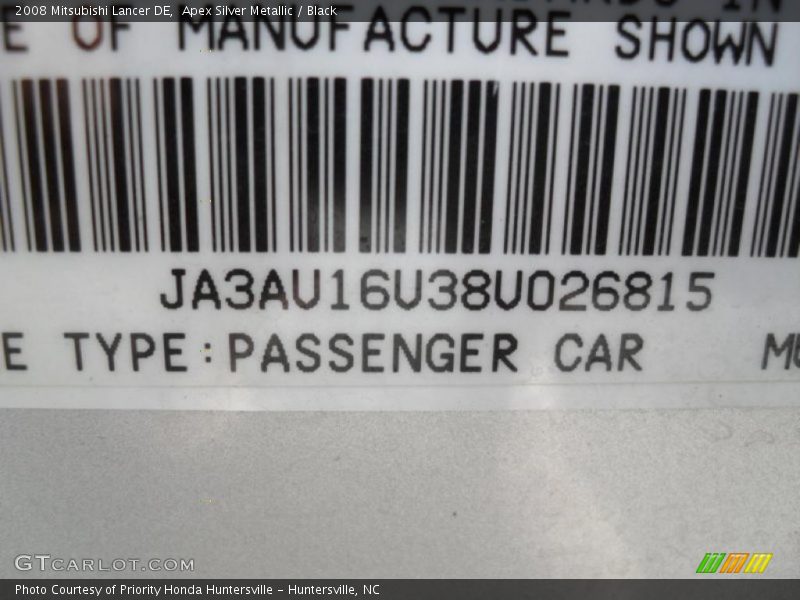 2008 Mitsubishi Lancer DE, Apex Silver Metallic / Black
IN
E OF MANUFACTURE SHOWN
JA3AU16U38U026815
E TYPE:PASSENGER CAR
GTCARLOT.COM
Photo Courtesy of Priority Honda Huntersville - Huntersville, NC